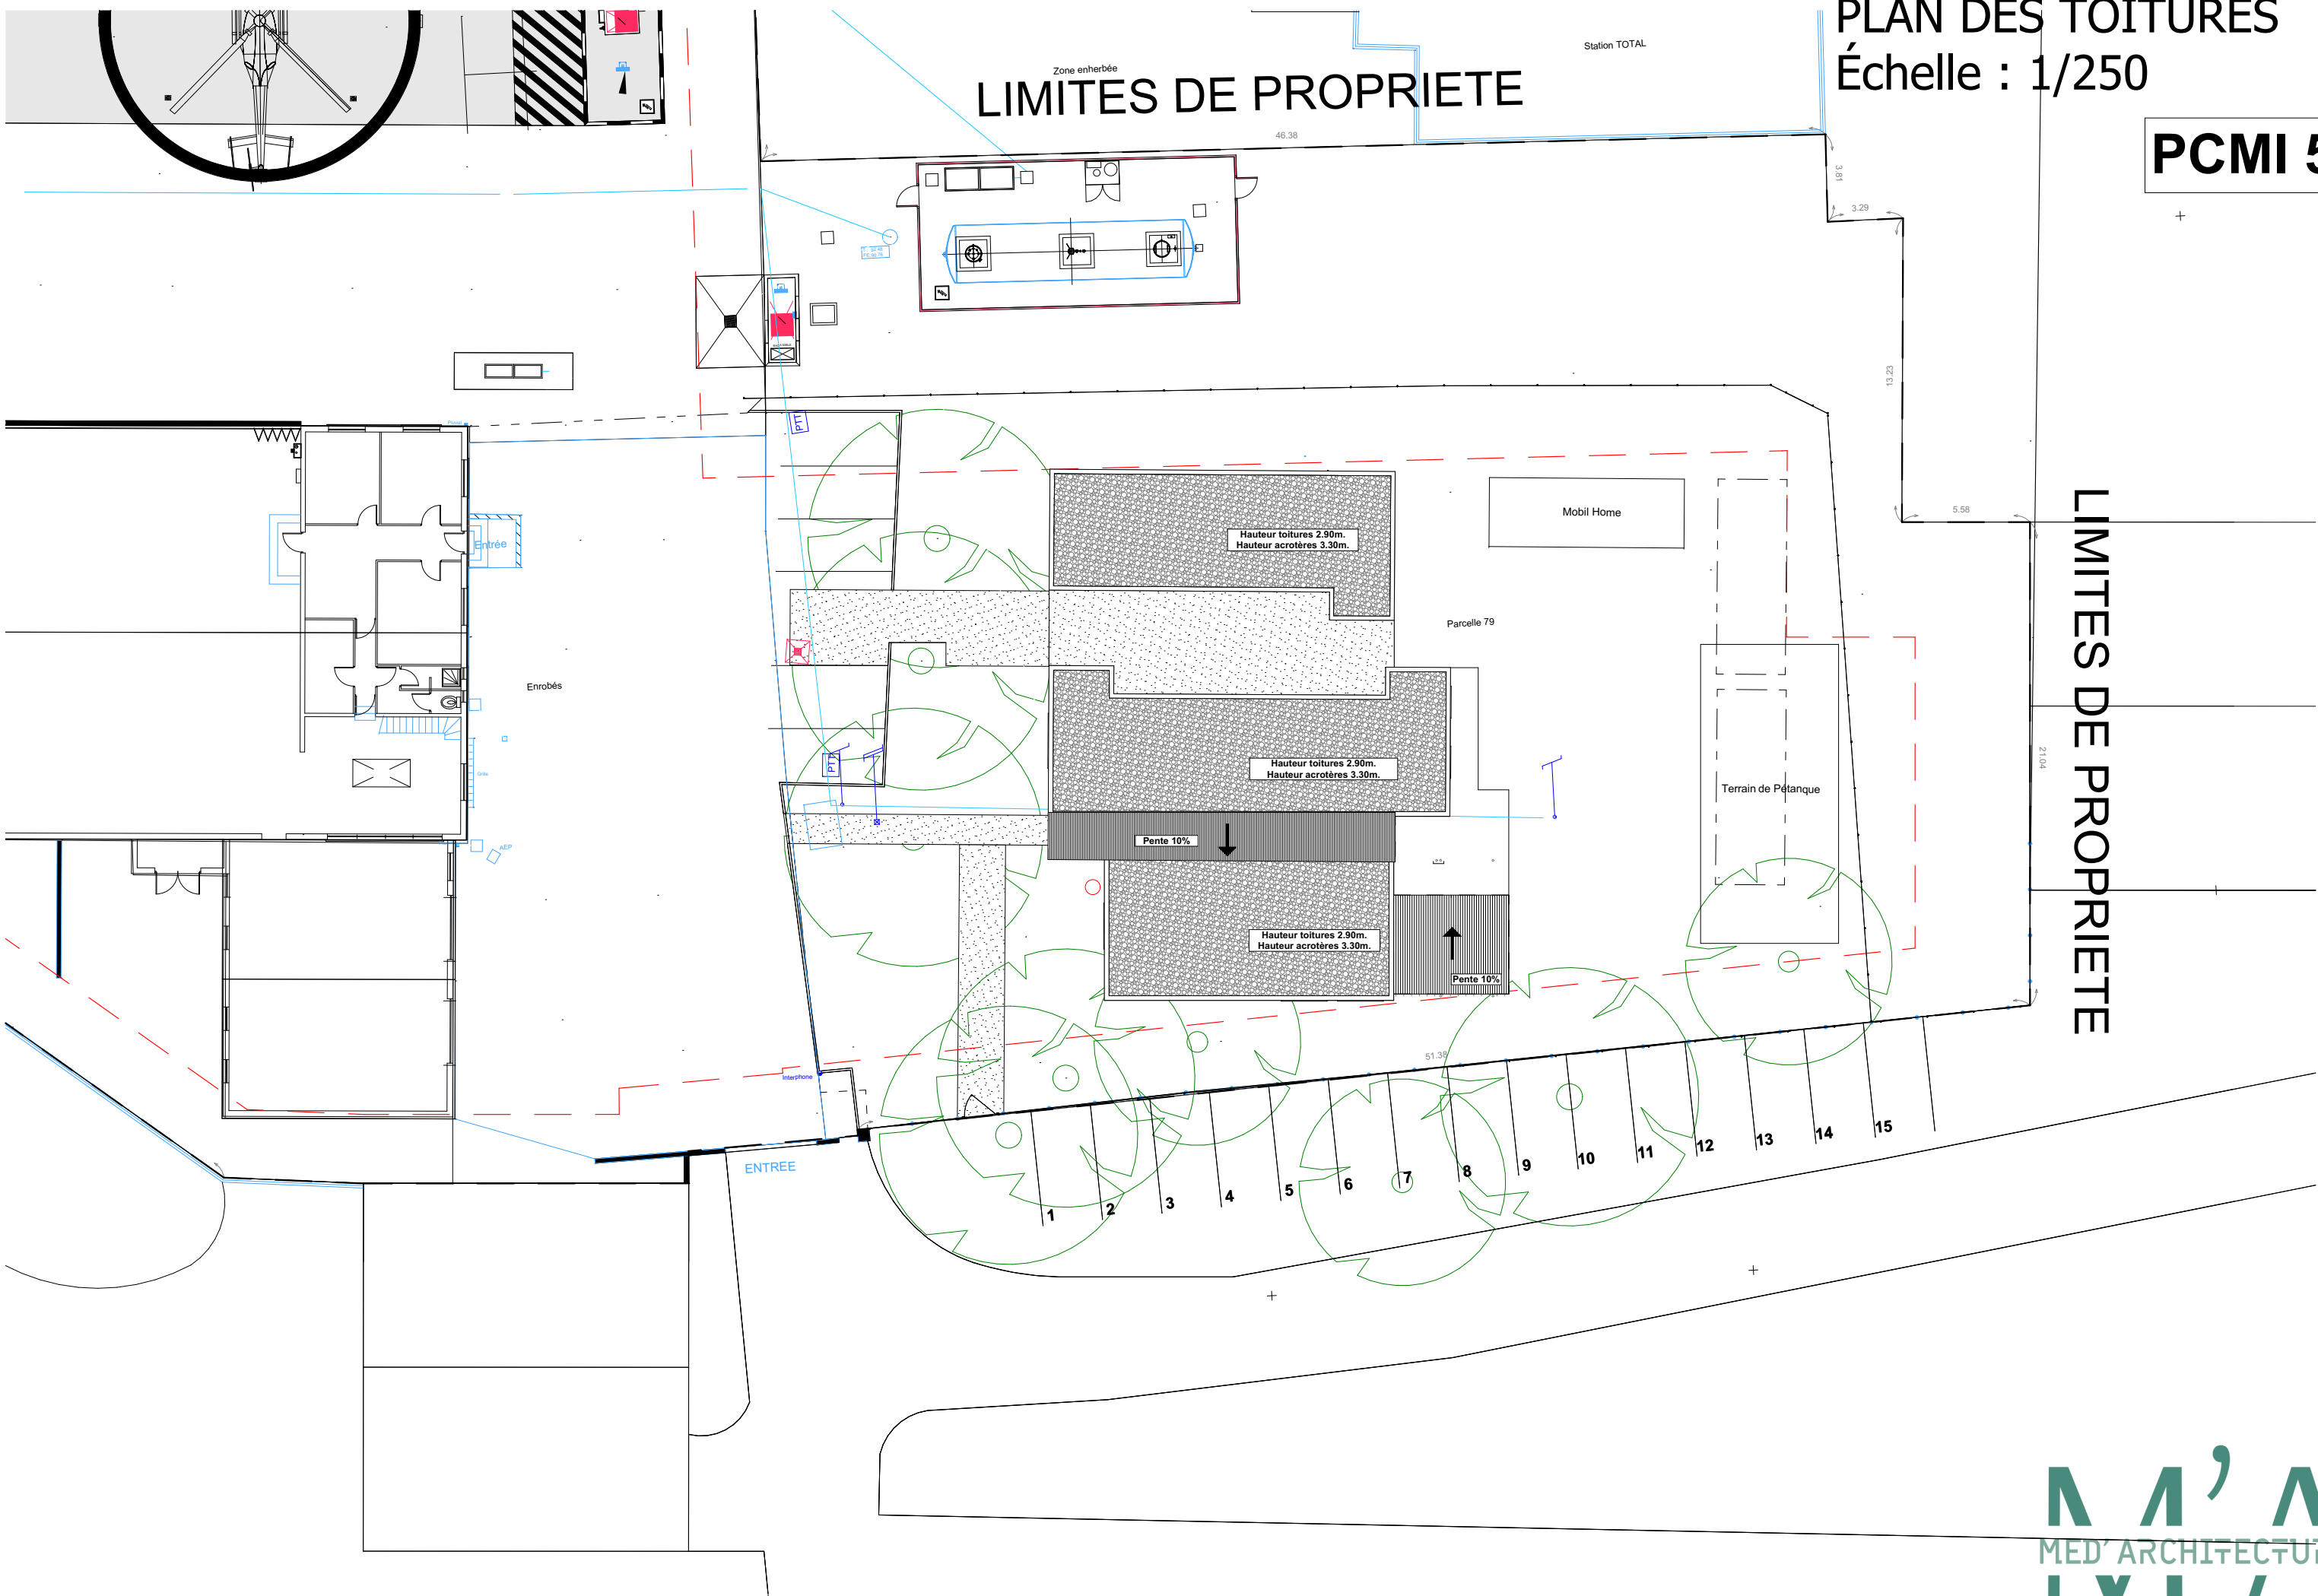 PLAN DES TOITURES
Échelle : 1/250
PCMI 5
Station TOTAL
Zone enherbée
LIMITES DE PROPRIETE
46.38
3.81
3.29
13.23
5.58
21.04
LIMITES DE PROPRIETE
PTT
Mobil Home
Hauteur toitures 2.90m.
Hauteur acrotères 3.30m.
Entrée
Parcelle 79
Enrobés
Hauteur toitures 2.90m.
Hauteur acrotères 3.30m.
PTT
Terrain de Pétanque
Grille
Pente 10%
AEP
Hauteur toitures 2.90m.
Hauteur acrotères 3.30m.
Pente 10%
51.38
Interphone
ENTREE
1
2
3
4
5
6
7
8
9
10
11
12
13
14
15
M'A
MED'ARCHITECTU